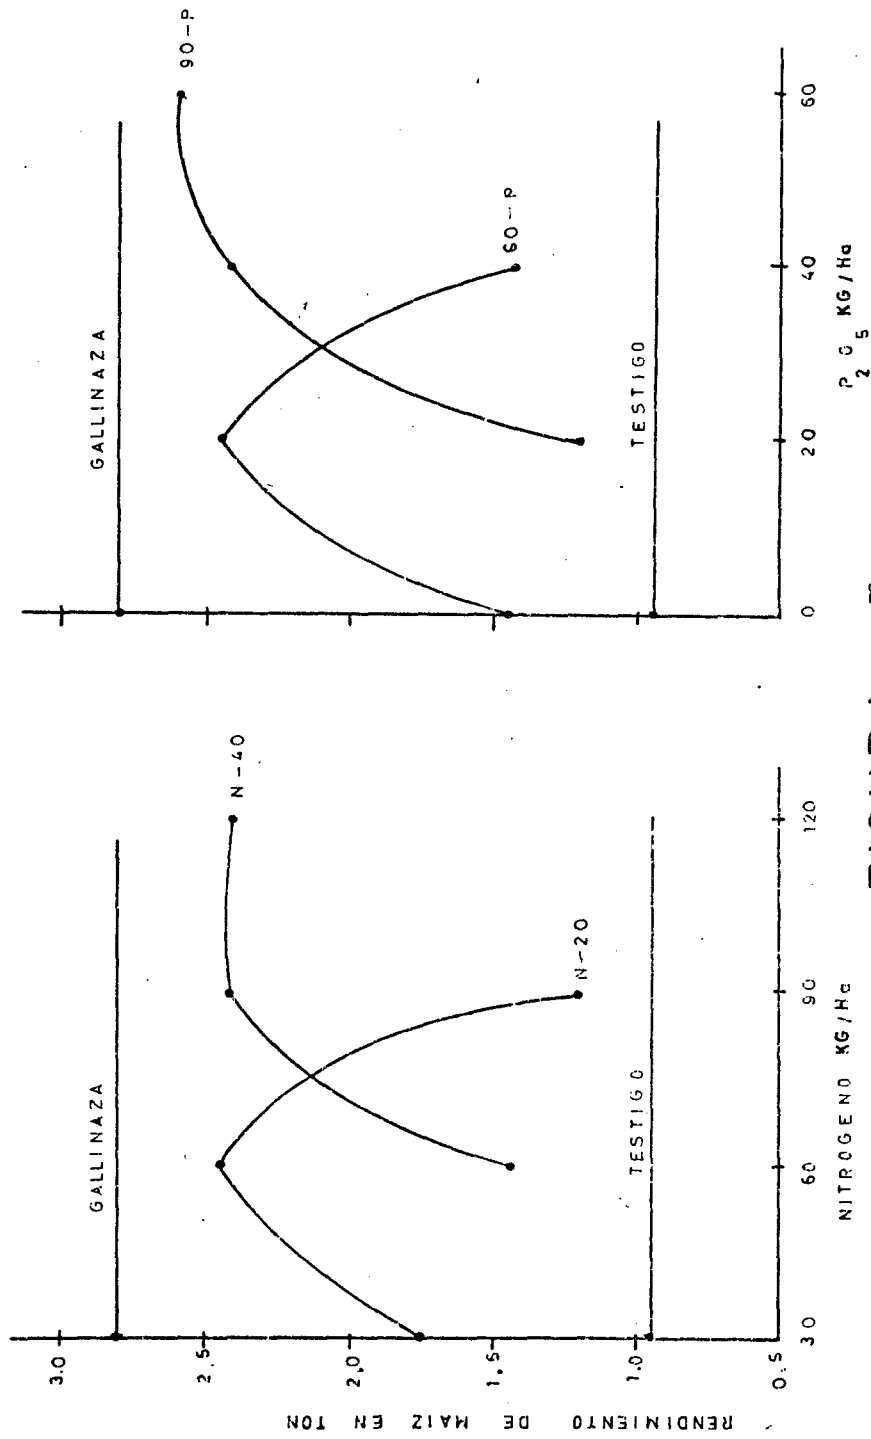 RENDIMIENTO DE MAIZ EN TON
3.0
2.5
2.0
1.5
1.0
0.5
GALLINAZA
N-40
N-20
TESTIGO
30
60
90
120
NITROGENO KG/Ha
GALLINAZA
90-P
60-P
TESTIGO
0
20
40
60
P2O5 KG/Ha